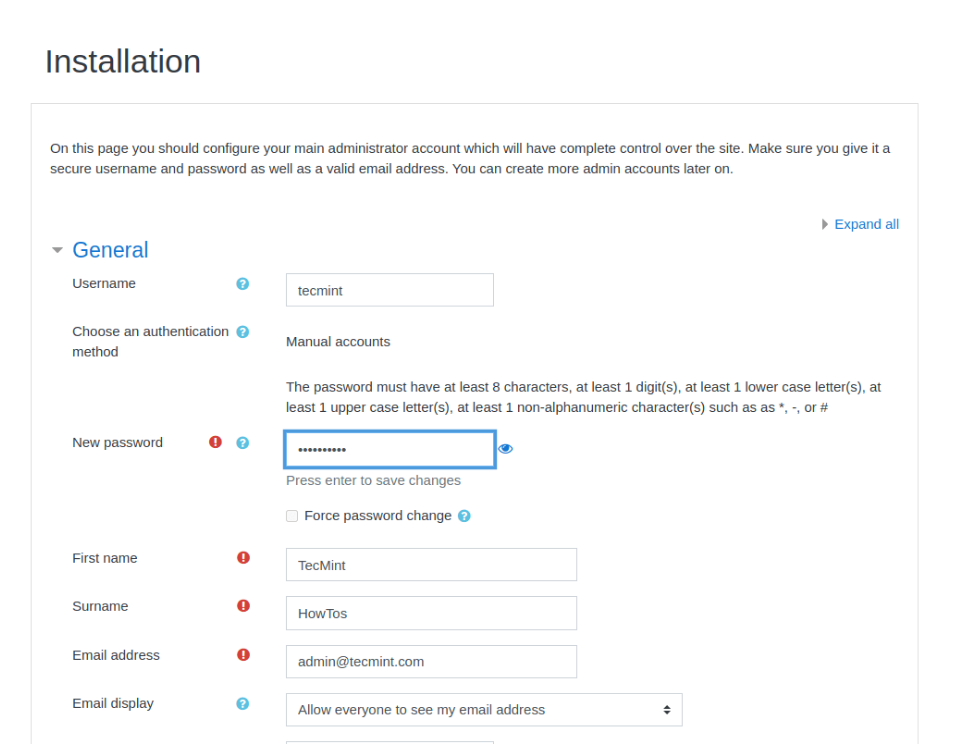 Installation
On this page you should configure your main administrator account which will have complete control over the site. Make sure you give it a
secure username and password as well as a valid email address. You can create more admin accounts later on.
Expand all
General
Username
tecmint
Choose an authentication
method
Manual accounts
The password must have at least 8 characters, at least 1 digit(s), at least 1 lower case letter(s), at
least 1 upper case letter(s), at least 1 non-alphanumeric character(s) such as as *, -, or #
New password
••••••••••
Press enter to save changes
Force password change
First name
TecMint
Surname
HowTos
Email address
admin@tecmint.com
Email display
Allow everyone to see my email address